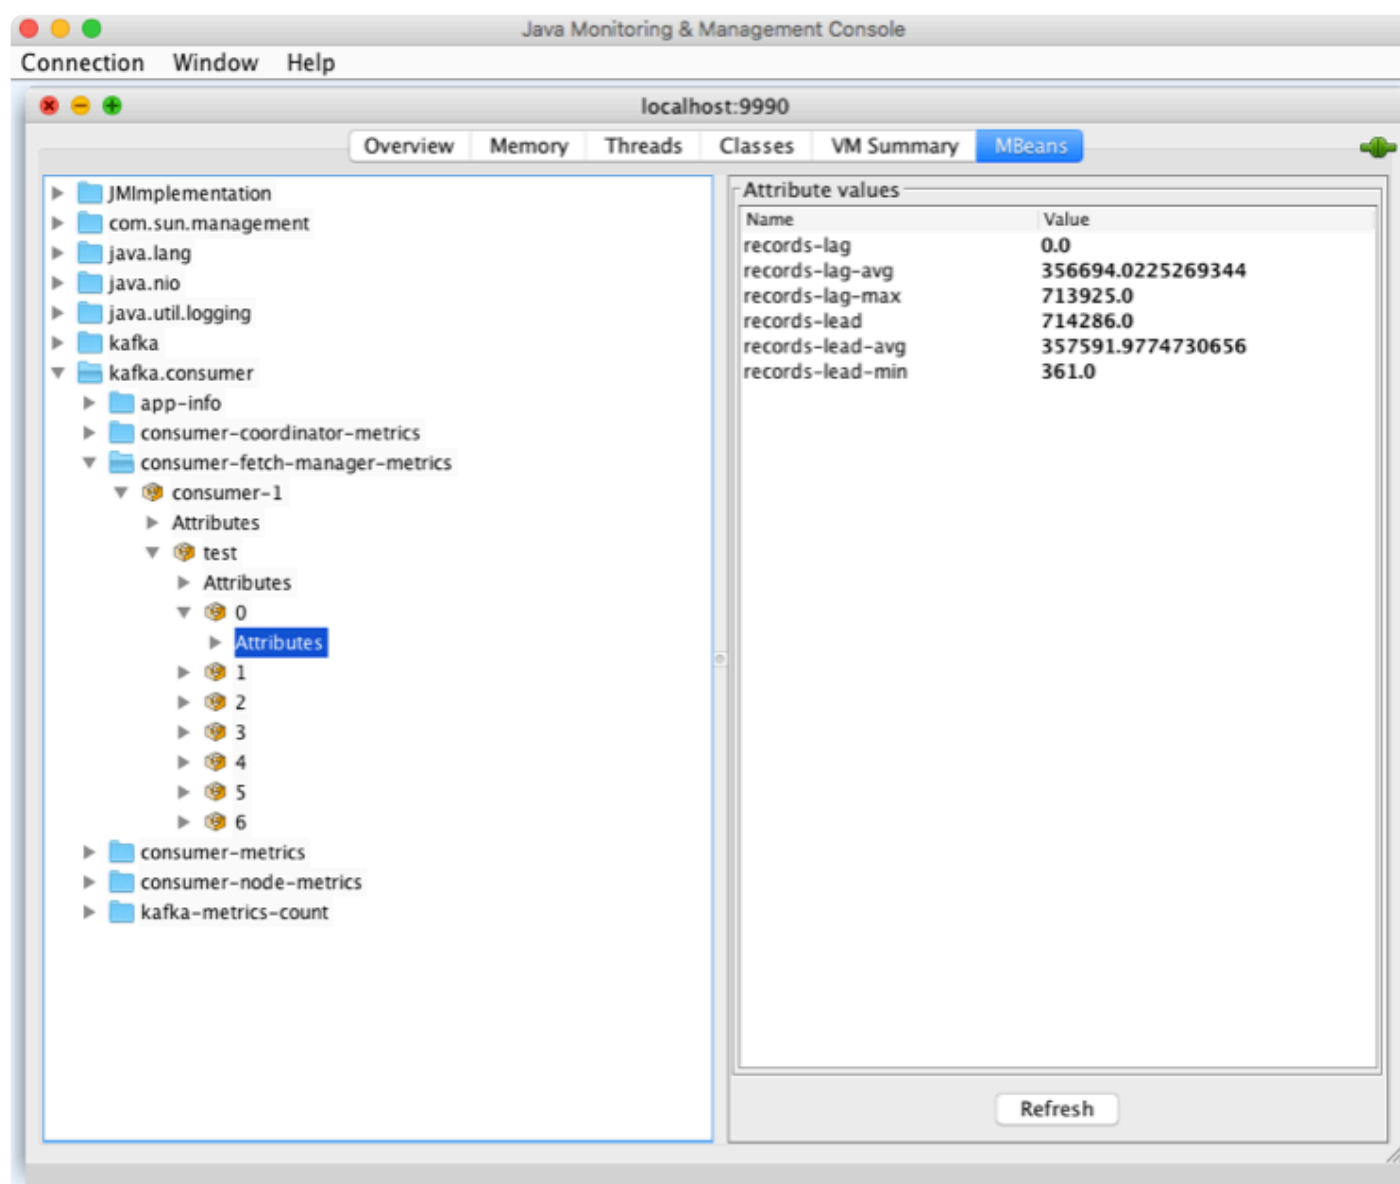 Java Monitoring & Management Console
Connection Window Help
localhost:9990
Overview Memory Threads Classes VM Summary MBeans
JMImplementation
com.sun.management
java.lang
java.nio
java.util.logging
kafka
kafka.consumer
app-info
consumer-coordinator-metrics
consumer-fetch-manager-metrics
consumer-1
Attributes
test
Attributes
0
Attributes
1
2
3
4
5
6
consumer-metrics
consumer-node-metrics
kafka-metrics-count
Attribute values
Name Value
records-lag 0.0
records-lag-avg 356694.0225269344
records-lag-max 713925.0
records-lead 714286.0
records-lead-avg 357591.9774730656
records-lead-min 361.0
Refresh